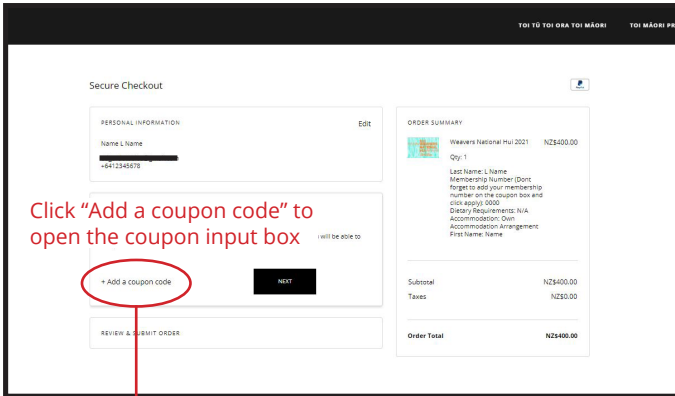 TOI TŪ TOI ORA TOI MĀORI
TOI MĀORI PR
Secure Checkout
PayPal
PERSONAL INFORMATION
Edit
Name L Name
+6412345678
Click “Add a coupon code” to
open the coupon input box
will be able to
+ Add a coupon code
NEXT
REVIEW & SUBMIT ORDER
ORDER SUMMARY
Weavers National Hui 2021 NZ$400.00
Qty: 1
Last Name: L Name
Membership Number (Dont
forget to add your membership
number on the coupon box and
click apply): 0000
Dietary Requirements: N/A
Accommodation: Own
Accommodation Arrangement
First Name: Name
Subtotal NZ$400.00
Taxes NZ$0.00
Order Total NZ$400.00